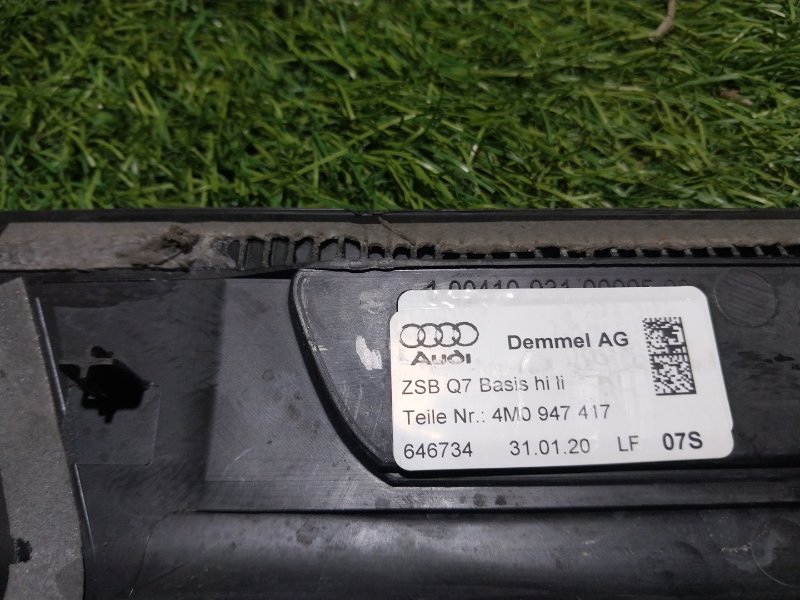 Audi Demmel AG
ZSB Q7 Basis hi li
Teile Nr.: 4M0 947 417
646734 31.01.20 LF 07S